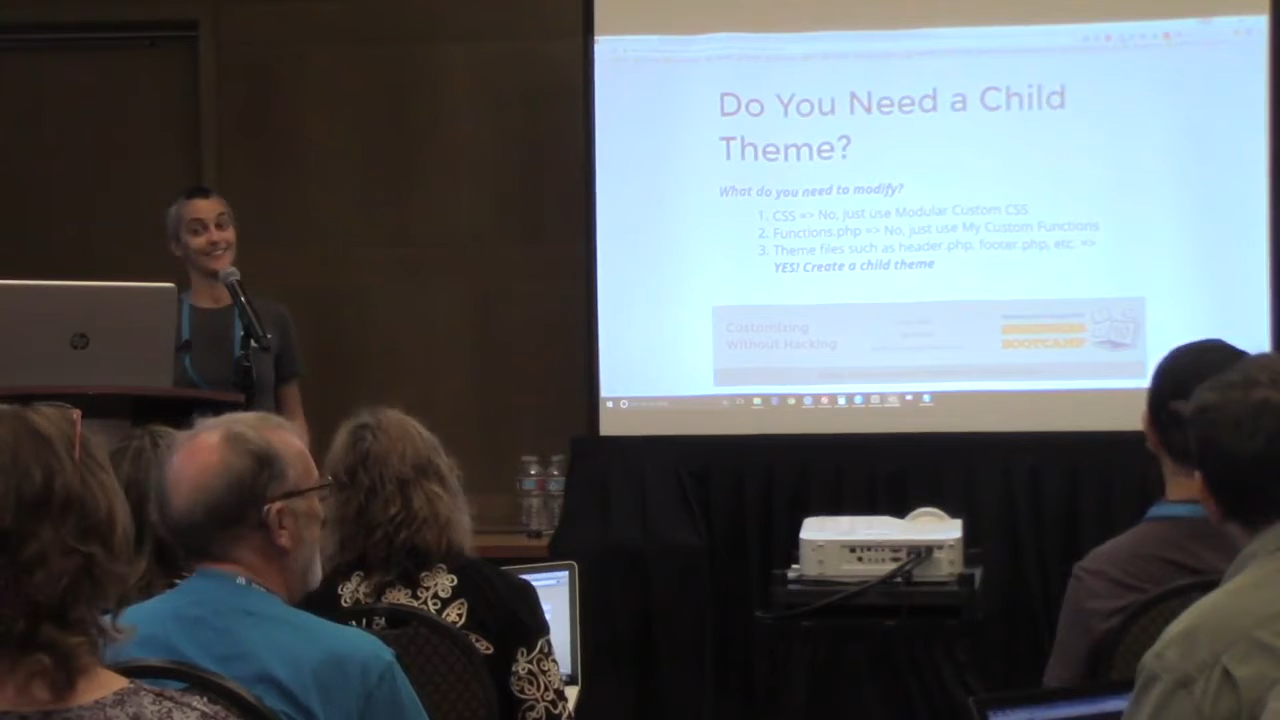 Do You Need a Child
Theme?
What do you need to modify?
1. CSS => No, just use Modular Custom CSS
2. Functions.php => No, just use My Custom Functions
3. Theme files such as header.php, footer.php, etc. =>
YES! Create a child theme
Customizing
Without Hacking
BOOTCAMP
hp